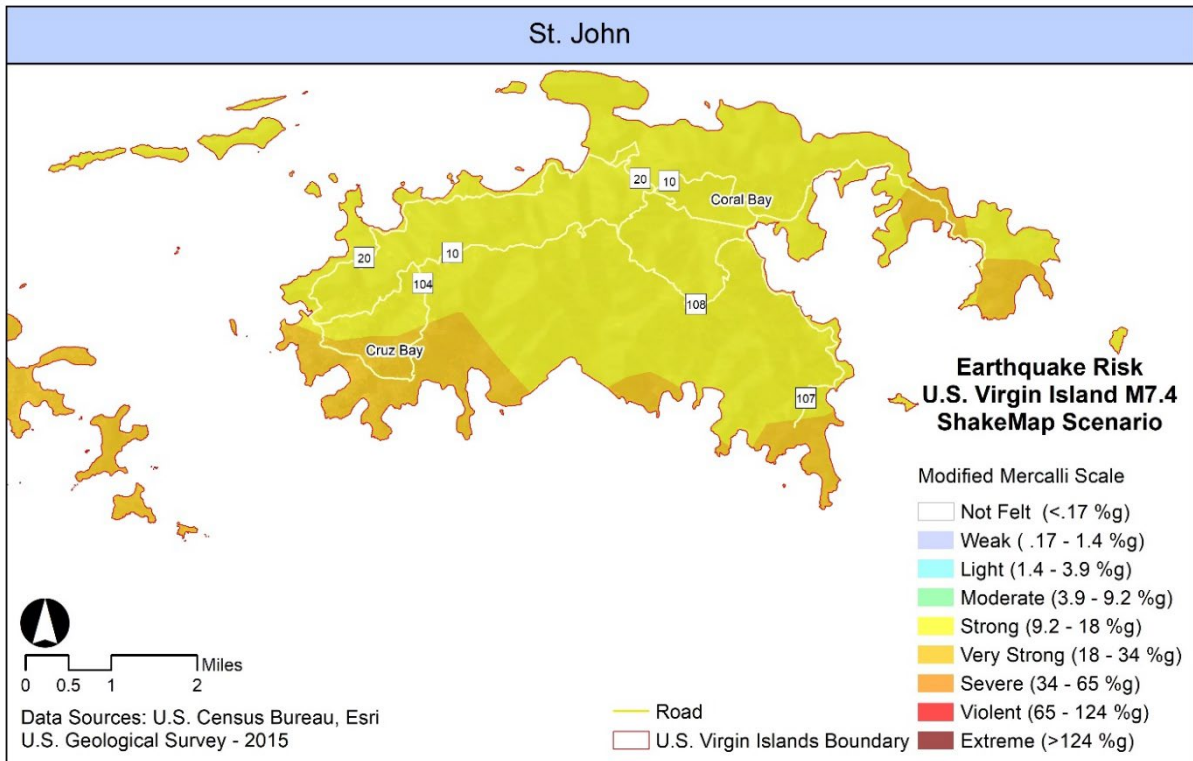 St. John
20
10
Coral Bay
20
10
104
108
Cruz Bay
107
Earthquake Risk
U.S. Virgin Island M7.4
ShakeMap Scenario
Modified Mercalli Scale
Not Felt (<.17 %g)
Weak ( .17 - 1.4 %g)
Light (1.4 - 3.9 %g)
Moderate (3.9 - 9.2 %g)
Strong (9.2 - 18 %g)
Very Strong (18 - 34 %g)
Severe (34 - 65 %g)
Violent (65 - 124 %g)
Extreme (>124 %g)
Miles
0 0.5 1 2
Data Sources: U.S. Census Bureau, Esri
U.S. Geological Survey - 2015
Road
U.S. Virgin Islands Boundary